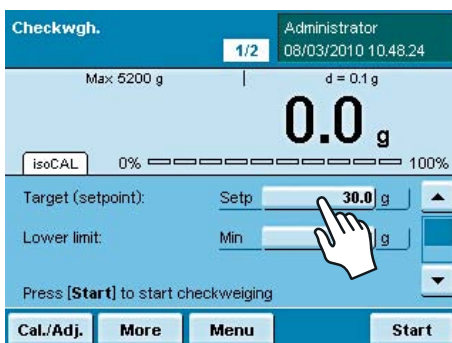 Checkwgh.
1/2
Administrator
08/03/2010 10.48.24
Max 5200 g
d = 0.1 g
0.0 g
isoCAL 0% 100%
Target (setpoint): Setp 30.0 g
Lower limit: Min g
Press [Start] to start checkweiging
Cal./Adj. More Menu Start